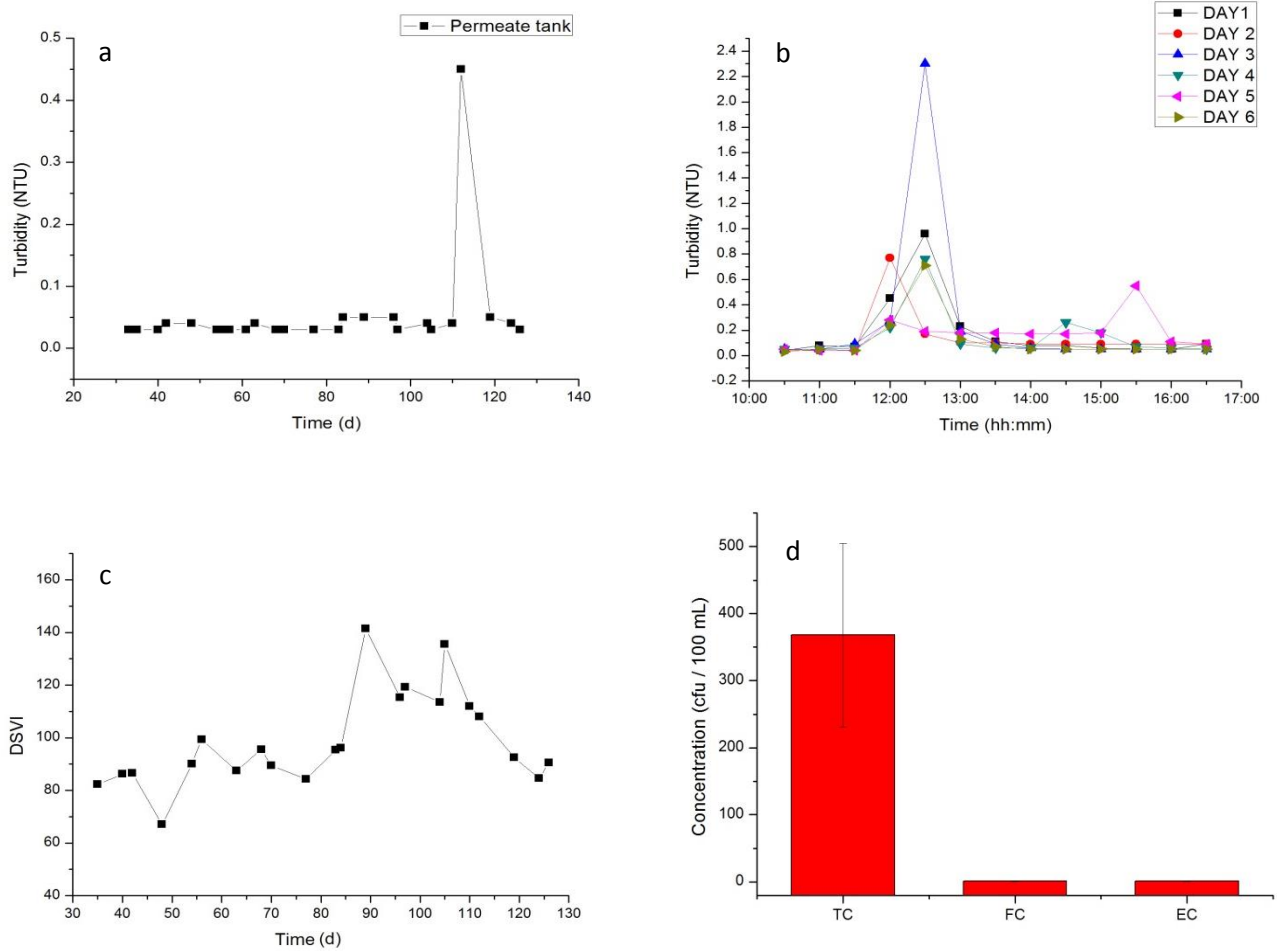 a
Permeate tank
0.5
0.4
0.3
0.2
0.1
0.0
Turbidity (NTU)
20 40 60 80 100 120 140
Time (d)
b
DAY1
DAY 2
DAY 3
DAY 4
DAY 5
DAY 6
2.4
2.2
2.0
1.8
1.6
1.4
1.2
1.0
0.8
0.6
0.4
0.2
0.0
-0.2
Turbidity (NTU)
10:00 11:00 12:00 13:00 14:00 15:00 16:00 17:00
Time (hh:mm)
c
160
140
120
100
80
60
40
DSVI
30 40 50 60 70 80 90 100 110 120 130
Time (d)
d
500
400
300
200
100
0
Concentration (cfu / 100 mL)
TC FC EC